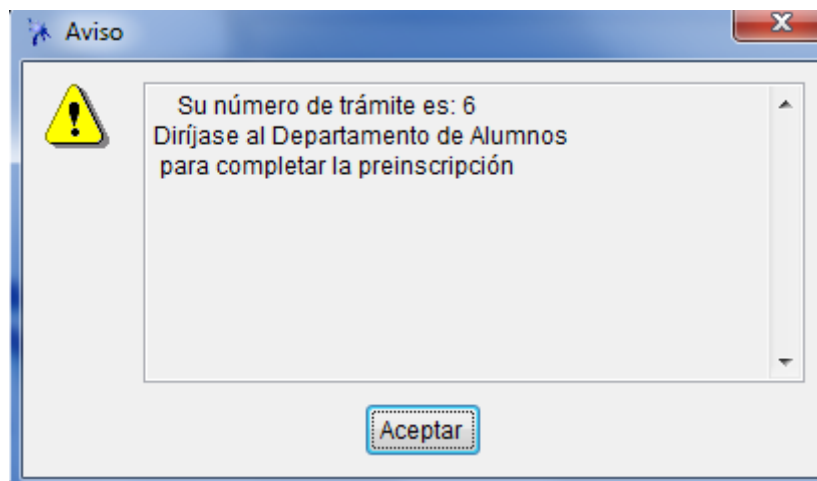 Aviso
Su número de trámite es: 6
Diríjase al Departamento de Alumnos
para completar la preinscripción
Aceptar